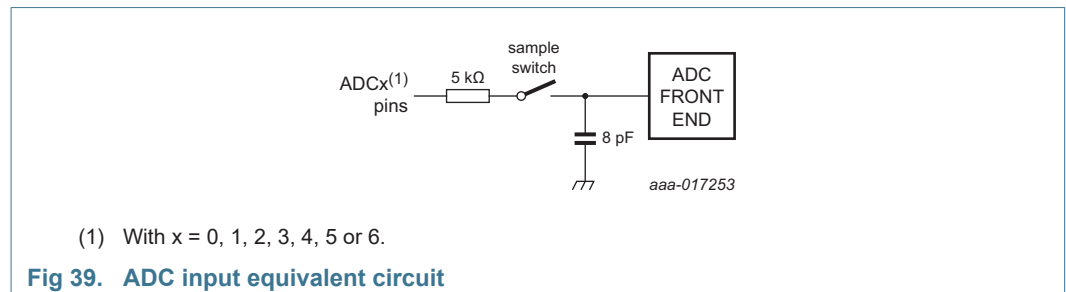 sample
switch
ADCx(1)
pins
5 kΩ
ADC
FRONT
END
8 pF
aaa-017253
(1) With x = 0, 1, 2, 3, 4, 5 or 6.
Fig 39. ADC input equivalent circuit